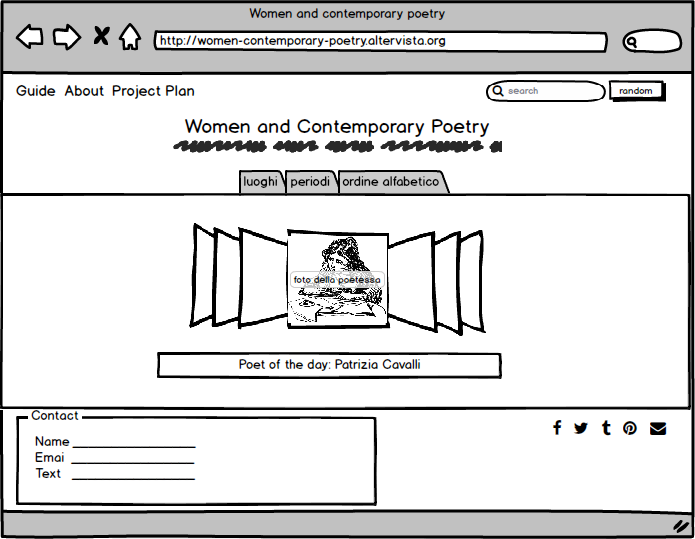 Women and contemporary poetry
http://women-contemporary-poetry.altervista.org
Guide About Project Plan
search
random
Women and Contemporary Poetry
luoghi periodi ordine alfabetico
foto della poetessa
Poet of the day: Patrizia Cavalli
Contact
Name
Emai
Text